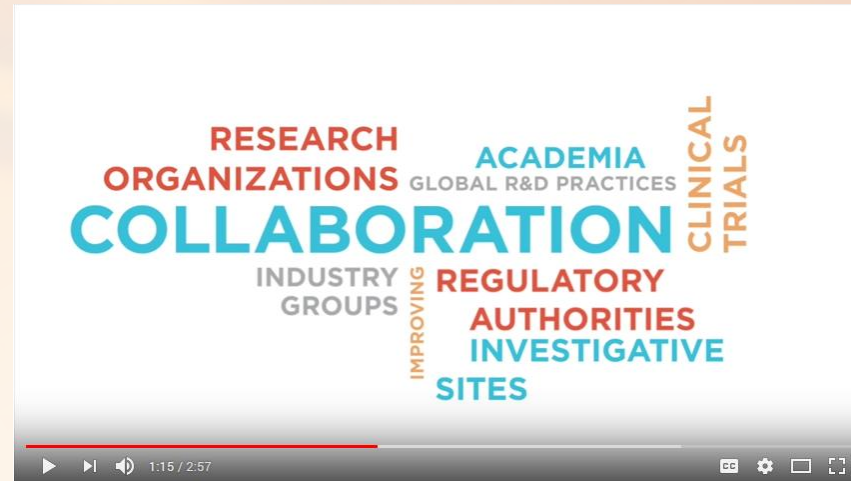 RESEARCH
ORGANIZATIONS
ACADEMIA
GLOBAL R&D PRACTICES
CLINICAL
TRIALS
COLLABORATION
INDUSTRY
GROUPS
IMPROVING
REGULATORY
AUTHORITIES
INVESTIGATIVE
SITES
1:15 / 2:57
CC